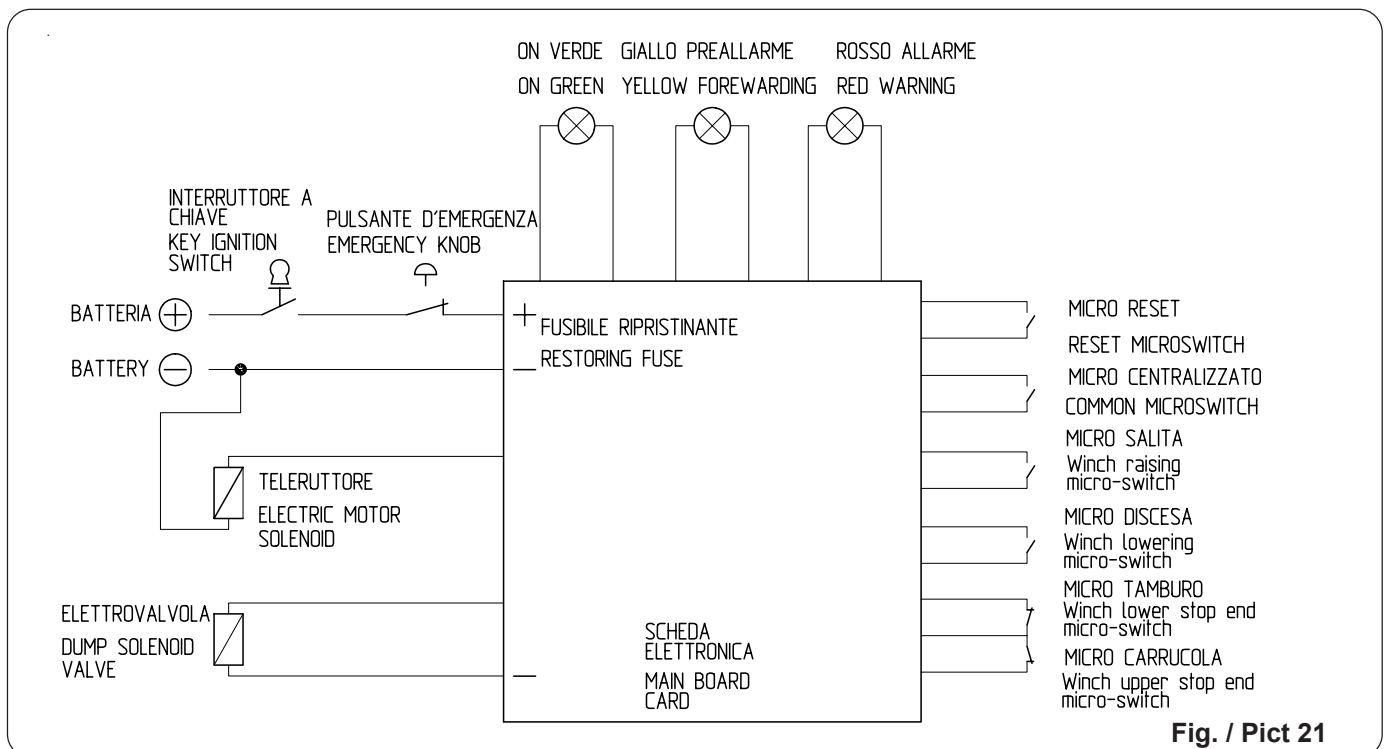 ON VERDE
ON GREEN
GIALLO PREALLARME
YELLOW FOREWARDING
ROSSO ALLARME
RED WARNING
INTERRUTTORE A
CHIAVE
KEY IGNITION
SWITCH
PULSANTE D'EMERGENZA
EMERGENCY KNOB
BATTERIA +
BATTERY −
+
FUSIBILE RIPRISTINANTE
RESTORING FUSE
−
TELERUTTORE
ELECTRIC MOTOR
SOLENOID
ELETTROVALVOLA
DUMP SOLENOID
VALVE
−
SCHEDA
ELETTRONICA
MAIN BOARD
CARD
MICRO RESET
RESET MICROSWITCH
MICRO CENTRALIZZATO
COMMON MICROSWITCH
MICRO SALITA
Winch raising
micro-switch
MICRO DISCESA
Winch lowering
micro-switch
MICRO TAMBURO
Winch lower stop end
micro-switch
MICRO CARRUCOLA
Winch upper stop end
micro-switch
Fig. / Pict 21